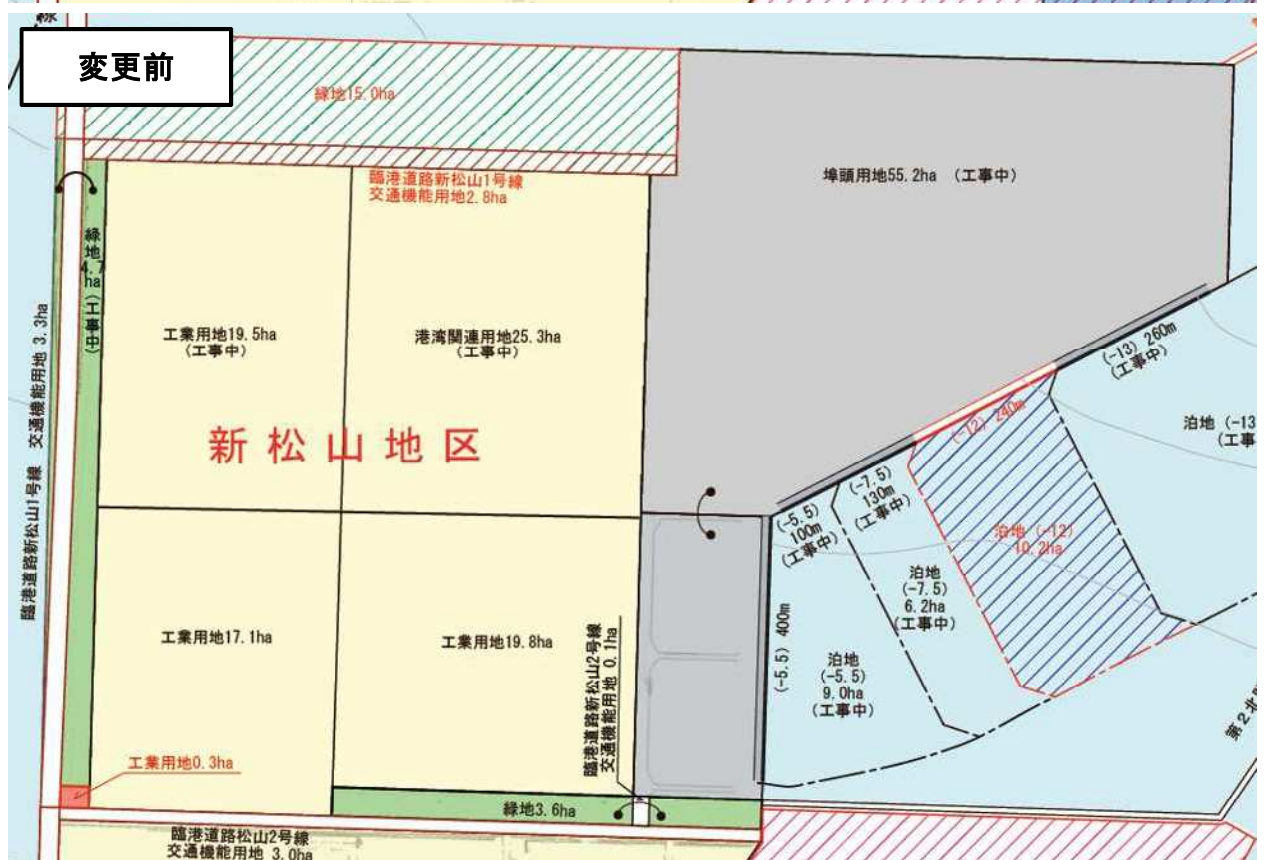 線
変更前
緑地15.0ha
臨港道路新松山1号線
交通機能用地2.8ha
埠頭用地55.2ha （工事中）
緑地4.7ha（工事中）
臨港道路新松山1号線 交通機能用地 3.3ha
工業用地19.5ha
（工事中）
港湾関連用地25.3ha
（工事中）
新松山地区
(-13) 260m
（工事中）
(-12) 240m
泊地 (-13
（工事
(-7.5)
130m
（工事中）
(-5.5)
100m
（工事中）
泊地 (-12)
10.2ha
泊地
(-7.5)
6.2ha
（工事中）
(-5.5) 400m
泊地
(-5.5)
9.0ha
（工事中）
工業用地17.1ha
工業用地19.8ha
臨港道路新松山2号線
交通機能用地 0.1ha
第2北
工業用地0.3ha
緑地3.6ha
臨港道路松山2号線
交通機能用地 3.0ha